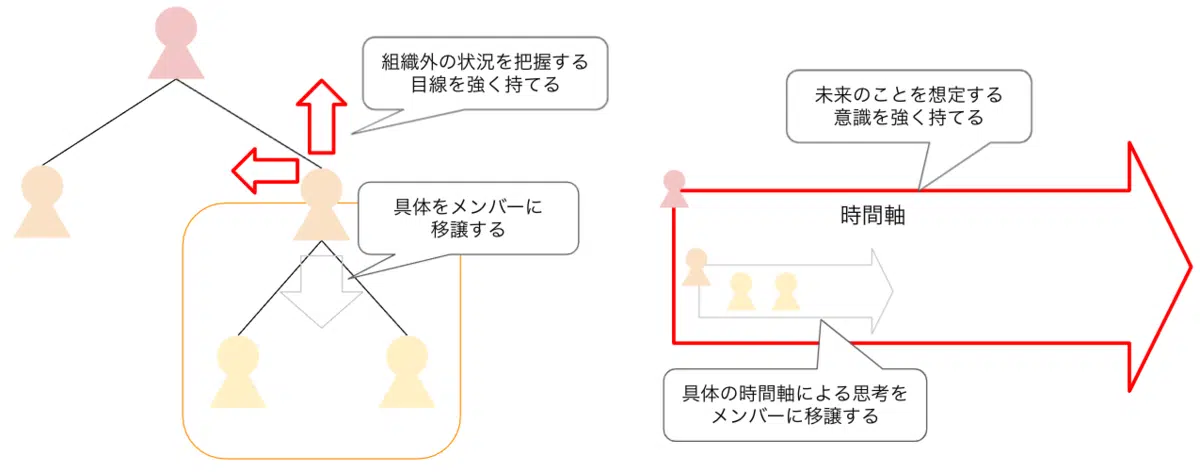 組織外の状況を把握する
目線を強く持てる
具体をメンバーに
移譲する
未来のことを想定する
意識を強く持てる
時間軸
具体の時間軸による思考を
メンバーに移譲する